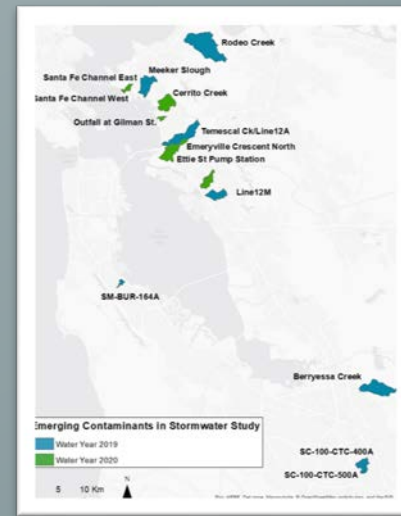 Rodeo Creek
Meeker Slough
Santa Fe Channel East
Cerrito Creek
Santa Fe Channel West
Outfall at Gilman St.
Temescal Ck/Line12A
Emeryville Crescent North
Ettie St Pump Station
Line12M
SM-BUR-164A
Berryessa Creek
Emerging Contaminants in Stormwater Study
Water Year 2019
Water Year 2020
SC-100-CTC-400A
SC-100-CTC-500A
N
5 10 Km